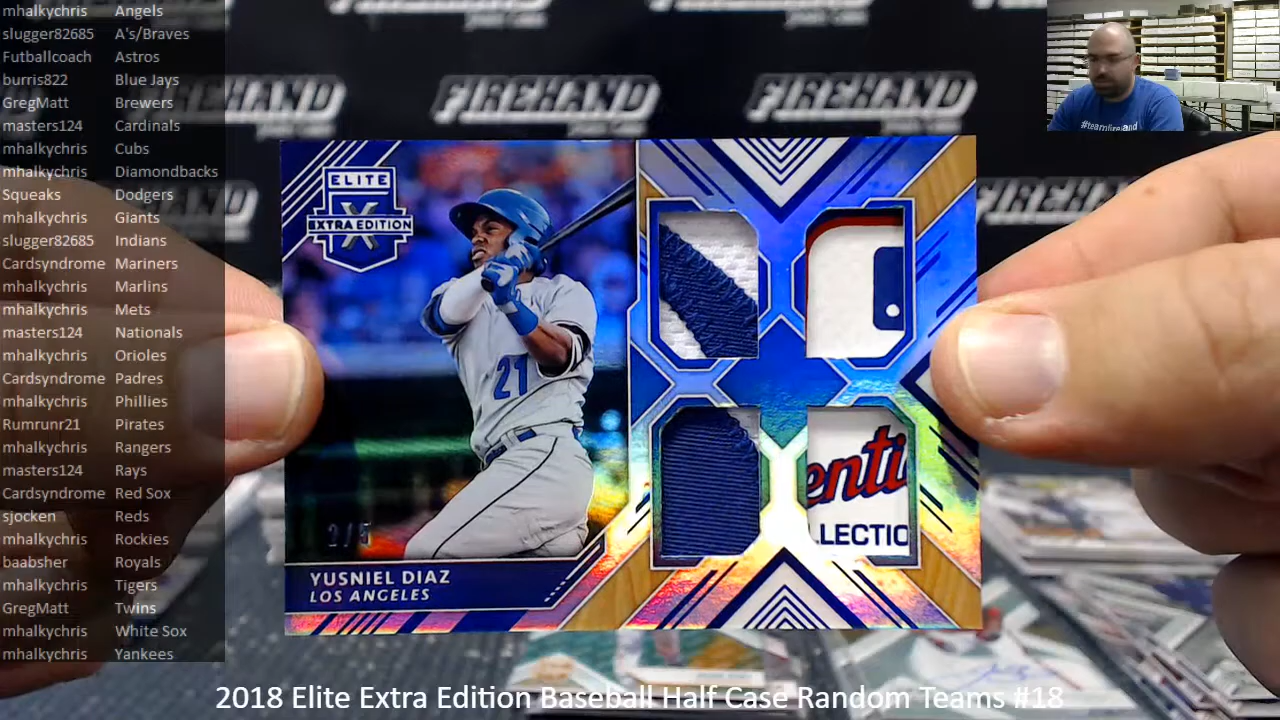 mhalkychris Angels
slugger82685 A's/Braves
Futballcoach Astros
burris822 Blue Jays
GregMatt Brewers
masters124 Cardinals
mhalkychris Cubs
mhalkychris Diamondbacks
Squeaks Dodgers
mhalkychris Giants
slugger82685 Indians
Cardsyndrome Mariners
mhalkychris Marlins
mhalkychris Mets
masters124 Nationals
mhalkychris Orioles
Cardsyndrome Padres
mhalkychris Phillies
Rumrunr21 Pirates
mhalkychris Rangers
masters124 Rays
Cardsyndrome Red Sox
sjocken Reds
mhalkychris Rockies
baabsher Royals
mhalkychris Tigers
GregMatt Twins
mhalkychris White Sox
mhalkychris Yankees
FIREHAND
FIREHAND
FIREHAND
ELITE
X
EXTRA EDITION
21
enti
LLECTIO
YUSNIEL DIAZ
LOS ANGELES
2018 Elite Extra Edition Baseball Half Case Random Teams #18